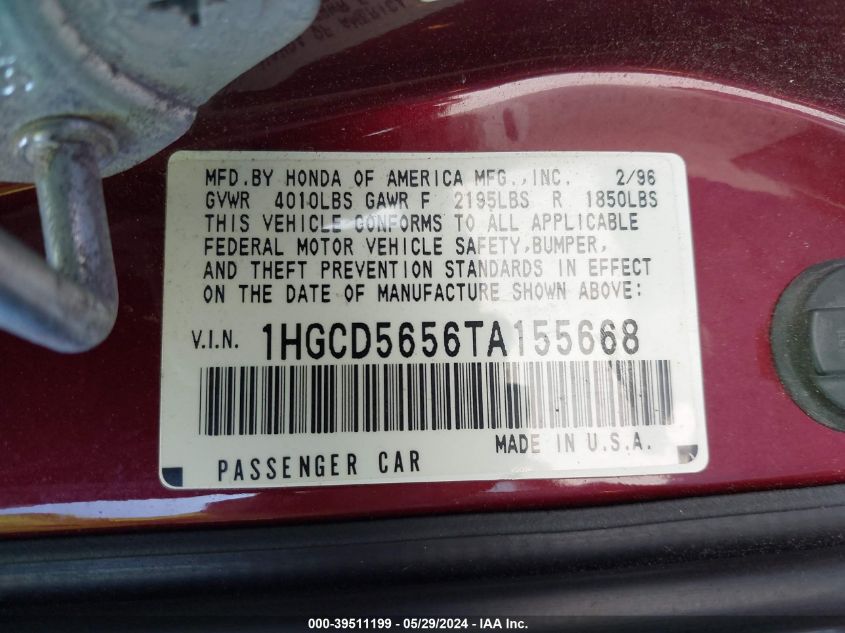 MFD.BY HONDA OF AMERICA MFG.,INC. 2/96
GVWR 4010LBS GAWR F 2195LBS R 1850LBS
THIS VEHICLE CONFORMS TO ALL APPLICABLE
FEDERAL MOTOR VEHICLE SAFETY,BUMPER,
AND THEFT PREVENTION STANDARDS IN EFFECT
ON THE DATE OF MANUFACTURE SHOWN ABOVE:
V.I.N. 1HGCD5656TA155668
MADE IN U.S.A.
PASSENGER CAR
000-39511199 - 05/29/2024 - IAA Inc.